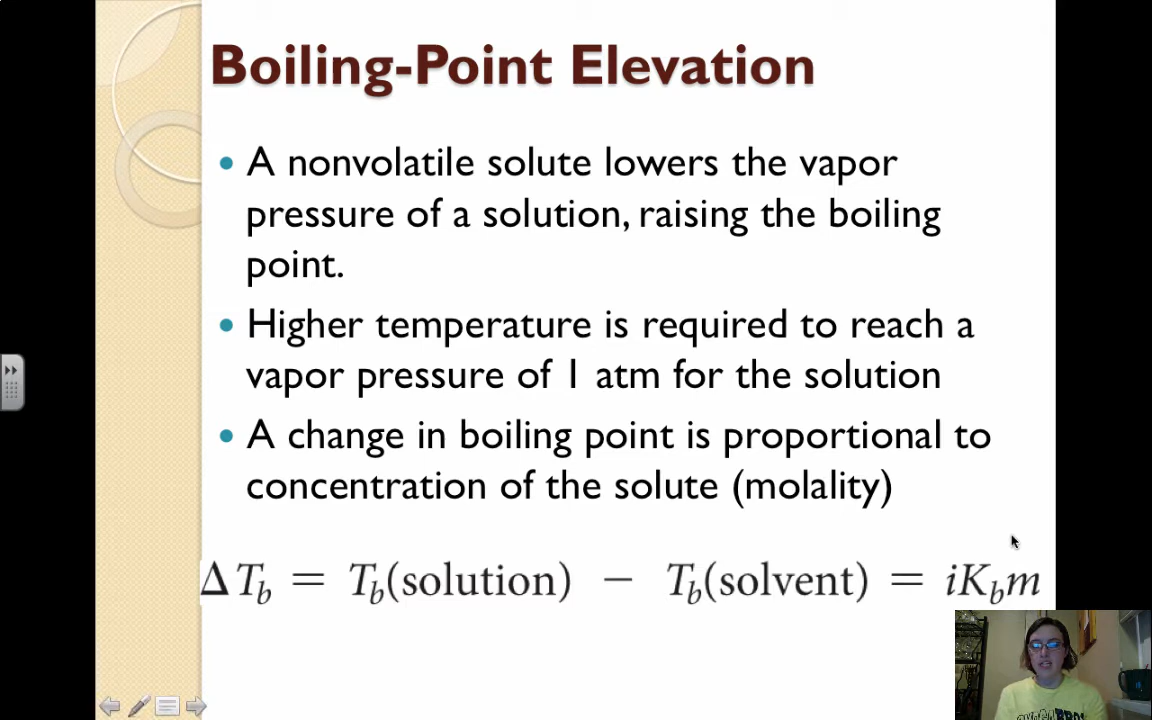 Boiling-Point Elevation
• A nonvolatile solute lowers the vapor
pressure of a solution, raising the boiling
point.
• Higher temperature is required to reach a
vapor pressure of 1 atm for the solution
• A change in boiling point is proportional to
concentration of the solute (molality)
ΔT_b = T_b(solution) − T_b(solvent) = iK_bm